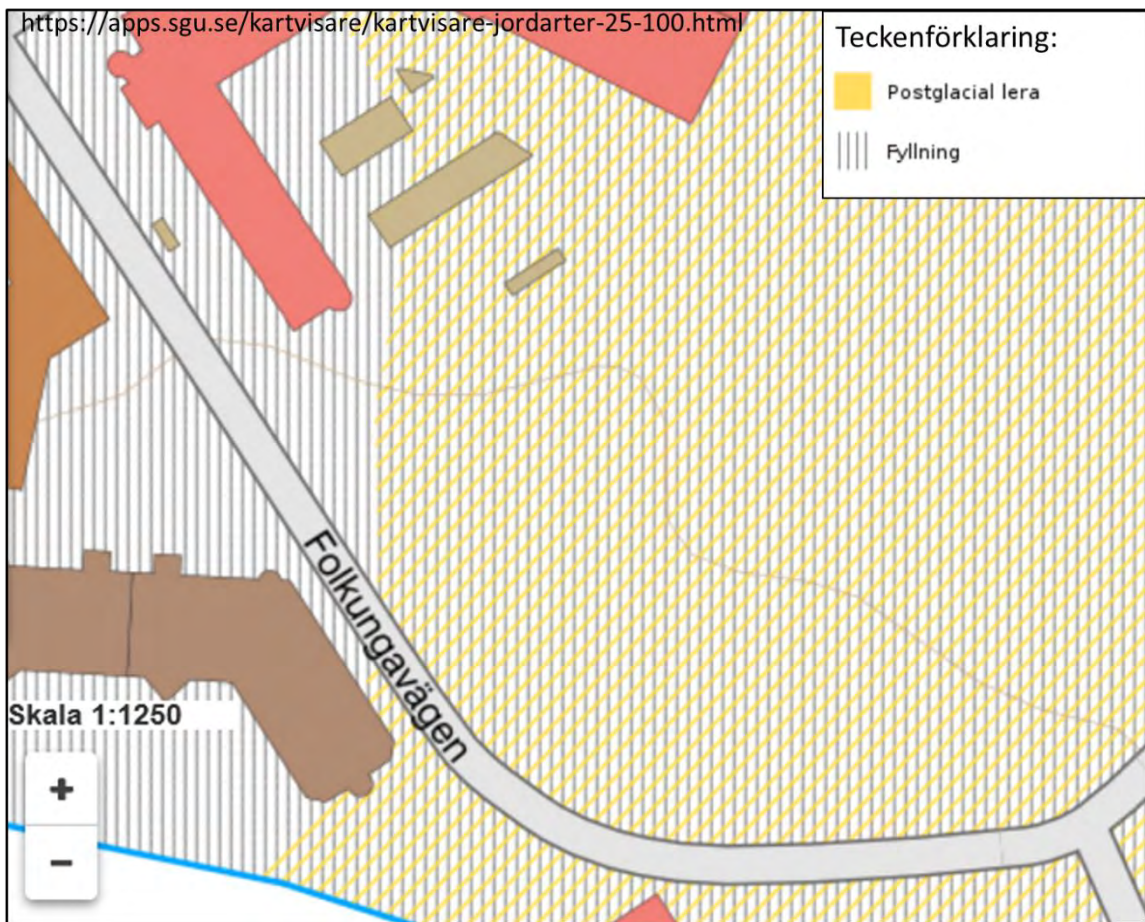 https://apps.sgu.se/kartvisare/kartvisare-jordarter-25-100.html
Teckenförklaring:
Postglacial lera
Fyllning
Folkungavägen
Skala 1:1250
+
−